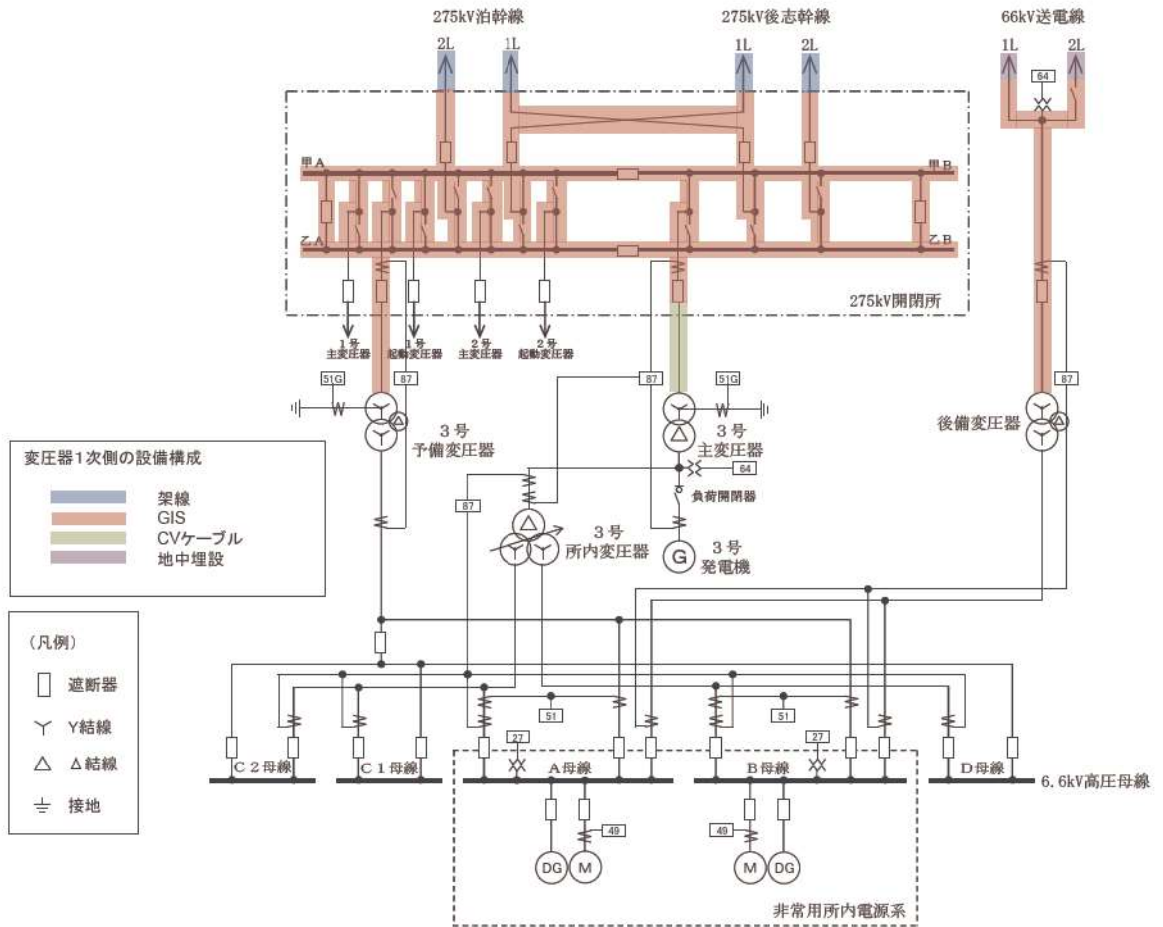 275kV泊幹線
275kV後志幹線
66kV送電線
2L
1L
1L
2L
1L
2L
64
甲A
甲B
乙A
乙B
275kV開閉所
1号
主変圧器
1号
起動変圧器
2号
主変圧器
2号
起動変圧器
51G
87
87
51G
87
3号
予備変圧器
3号
主変圧器
後備変圧器
64
87
負荷開閉器
3号
所内変圧器
G
3号
発電機
変圧器1次側の設備構成
架線
GIS
CVケーブル
地中埋設
(凡例)
遮断器
Y結線
Δ結線
接地
51
51
27
27
C2母線
C1母線
A母線
B母線
D母線
6.6kV高圧母線
49
49
DG
M
M
DG
非常用所内電源系